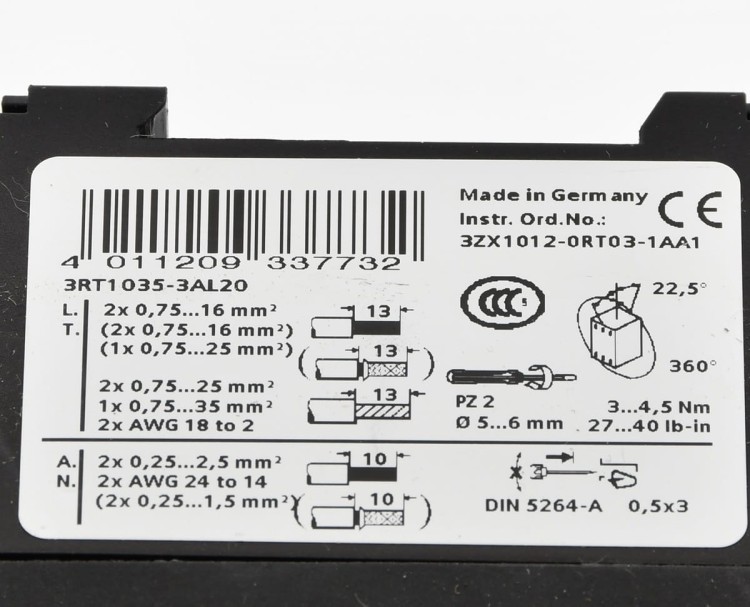 Made in Germany
Instr. Ord.No.:
3ZX1012-0RT03-1AA1
CE
4 011209 337732
3RT1035-3AL20
L. 2x 0,75...16 mm² 13
T. (2x 0,75...16 mm²)
(1x 0,75...25 mm²) (13)
2x 0,75...25 mm² 13
1x 0,75...35 mm²
2x AWG 18 to 2
CCC S
22,5°
360°
PZ 2 3...4,5 Nm
Ø 5...6 mm 27...40 lb-in
A. 2x 0,25...2,5 mm² 10
N. 2x AWG 24 to 14
(2x 0,25...1,5 mm²) (10)
DIN 5264-A 0,5x3